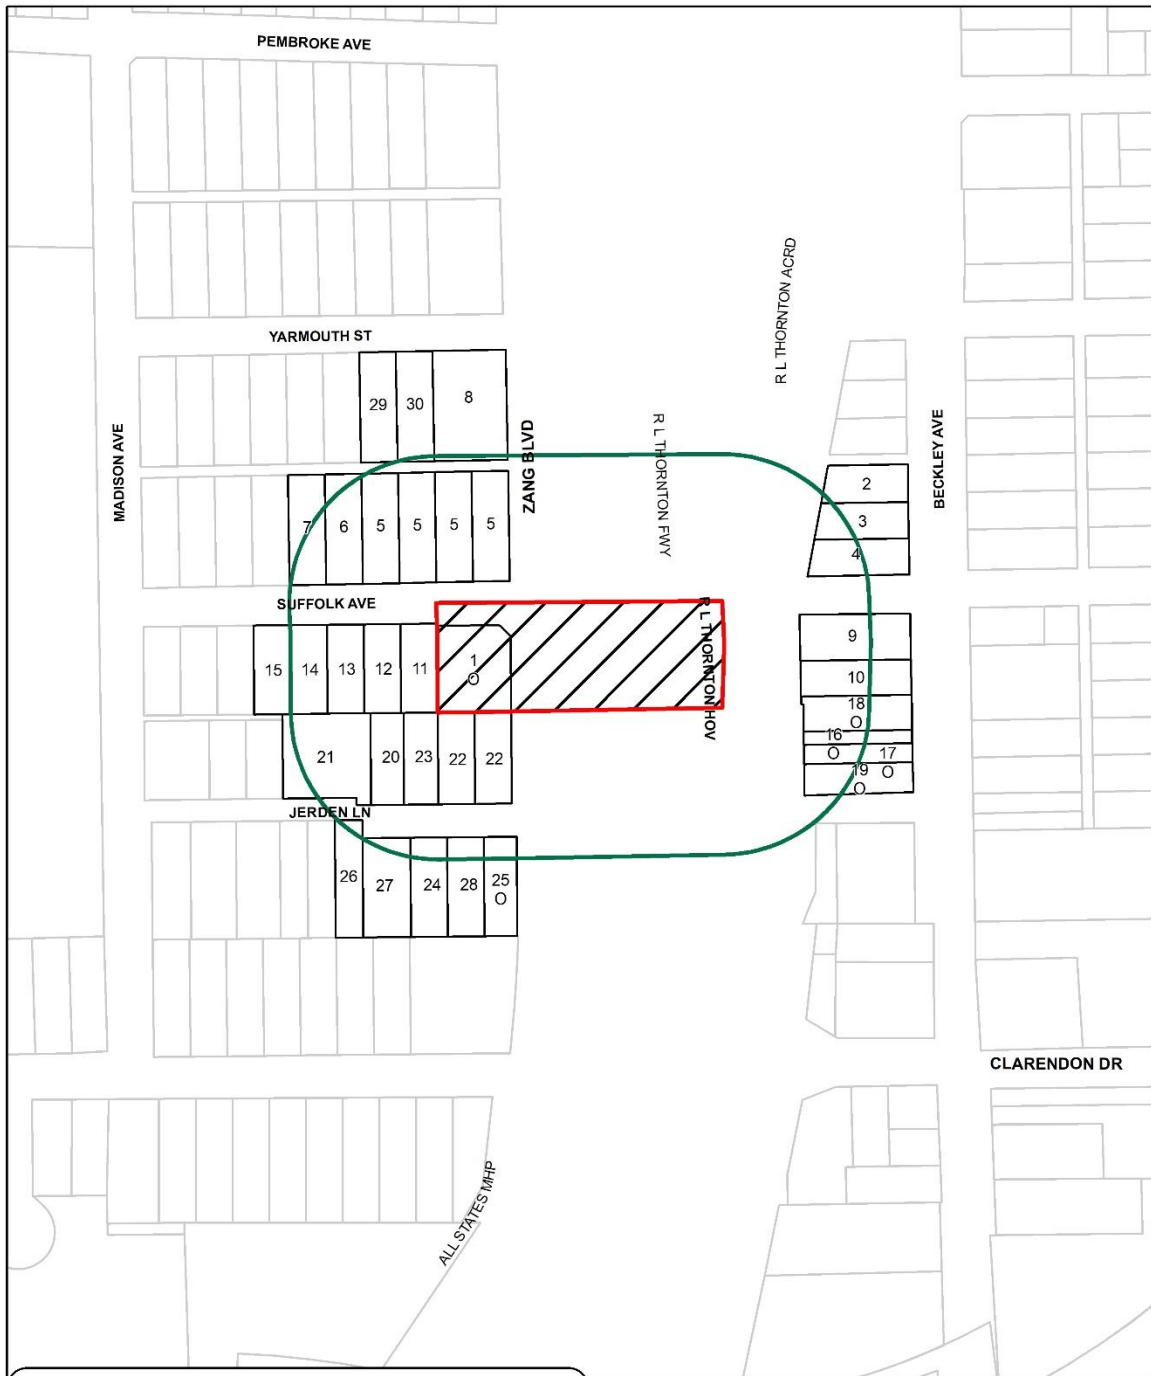 PEMBROKE AVE
R L THORNTON ACRD
YARMOUTH ST
29
30
8
MADISON AVE
ZANG BLVD
R L THORNTON FWY
BECKLEY AVE
2
7
6
5
5
5
5
3
4
SUFFOLK AVE
R L THORNTON HOV
15
14
13
12
11
1
O
9
10
18
O
21
20
23
22
22
16
O
17
O
19
O
JERDEN LN
26
27
24
28
25
O
CLARENDON DR
ALL STATES MHP